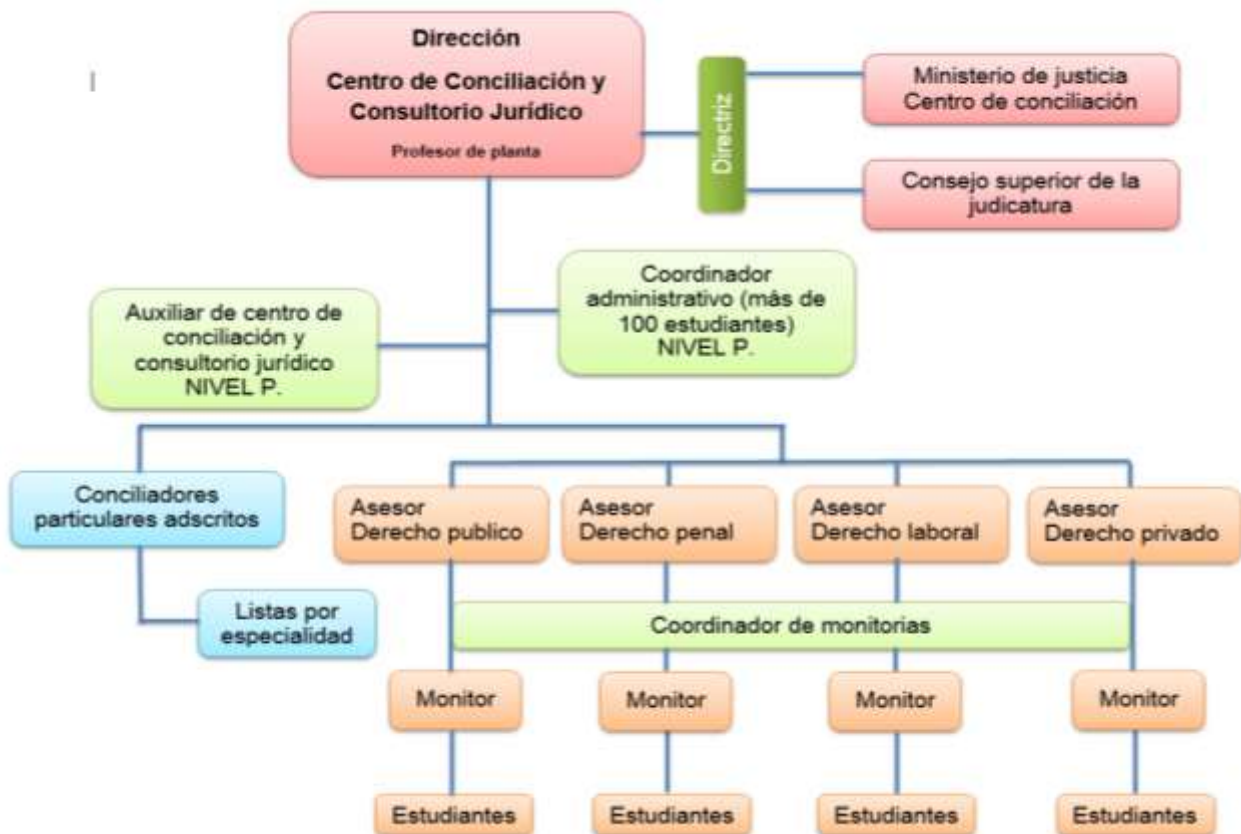 Dirección
Centro de Conciliación y
Consultorio Jurídico
Profesor de planta
Directriz
Ministerio de justicia
Centro de conciliación
Consejo superior de la
judicatura
Coordinador
administrativo (más de
100 estudiantes)
NIVEL P.
Auxiliar de centro de
conciliación y
consultorio jurídico
NIVEL P.
Conciliadores
particulares adscritos
Listas por
especialidad
Asesor
Derecho publico
Asesor
Derecho penal
Asesor
Derecho laboral
Asesor
Derecho privado
Coordinador de monitorias
Monitor
Monitor
Monitor
Monitor
Estudiantes
Estudiantes
Estudiantes
Estudiantes